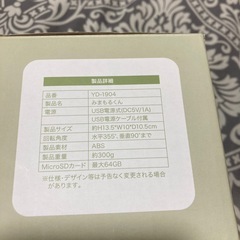 製品詳細
品番 YD-1604
製品名 みまもるくん
電源 USB電源式(DC5V/1A)
USB電源ケーブル付属
製品サイズ 約H13.5*W10*D10.5cm
回転角度 水平355°、垂直90°まで
製品素材 ABS
製品重量 約300g
MicroSDカード 最大64GB
※仕様・デザイン等は予告なく変更される場合
があります。